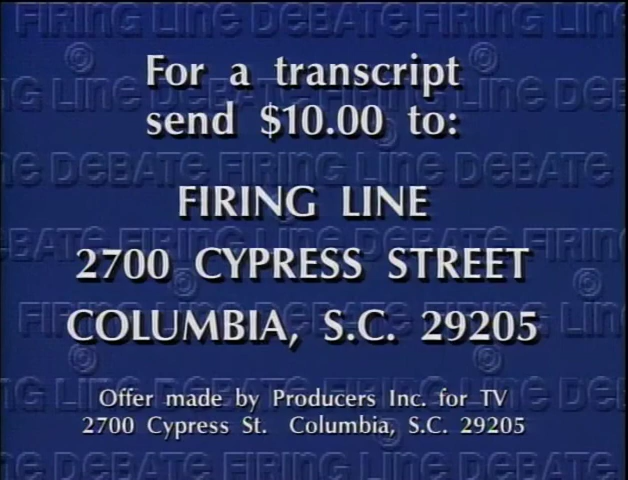 For a transcript
send $10.00 to:
FIRING LINE
2700 CYPRESS STREET
COLUMBIA, S.C. 29205
Offer made by Producers Inc. for TV
2700 Cypress St. Columbia, S.C. 29205